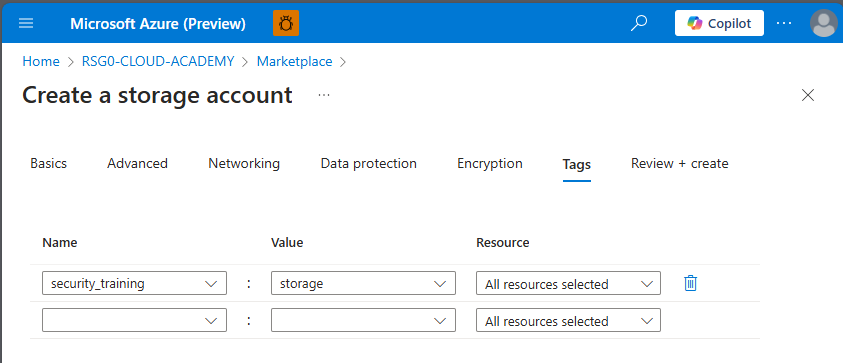 Microsoft Azure (Preview) Copilot ...
Home > RSG0-CLOUD-ACADEMY > Marketplace >
Create a storage account ...
Basics Advanced Networking Data protection Encryption Tags Review + create
Name Value Resource
security_training : storage All resources selected
: All resources selected